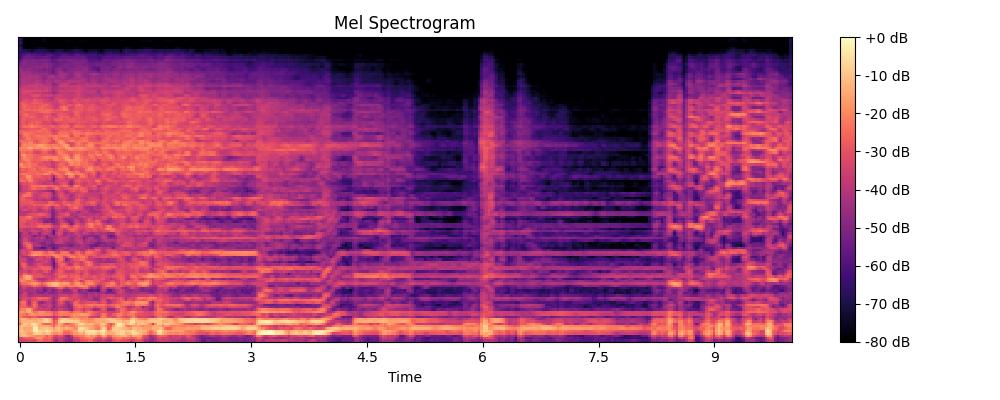 Mel Spectrogram
+0 dB
-10 dB
-20 dB
-30 dB
-40 dB
-50 dB
-60 dB
-70 dB
-80 dB
0 1.5 3 4.5 6 7.5 9
Time